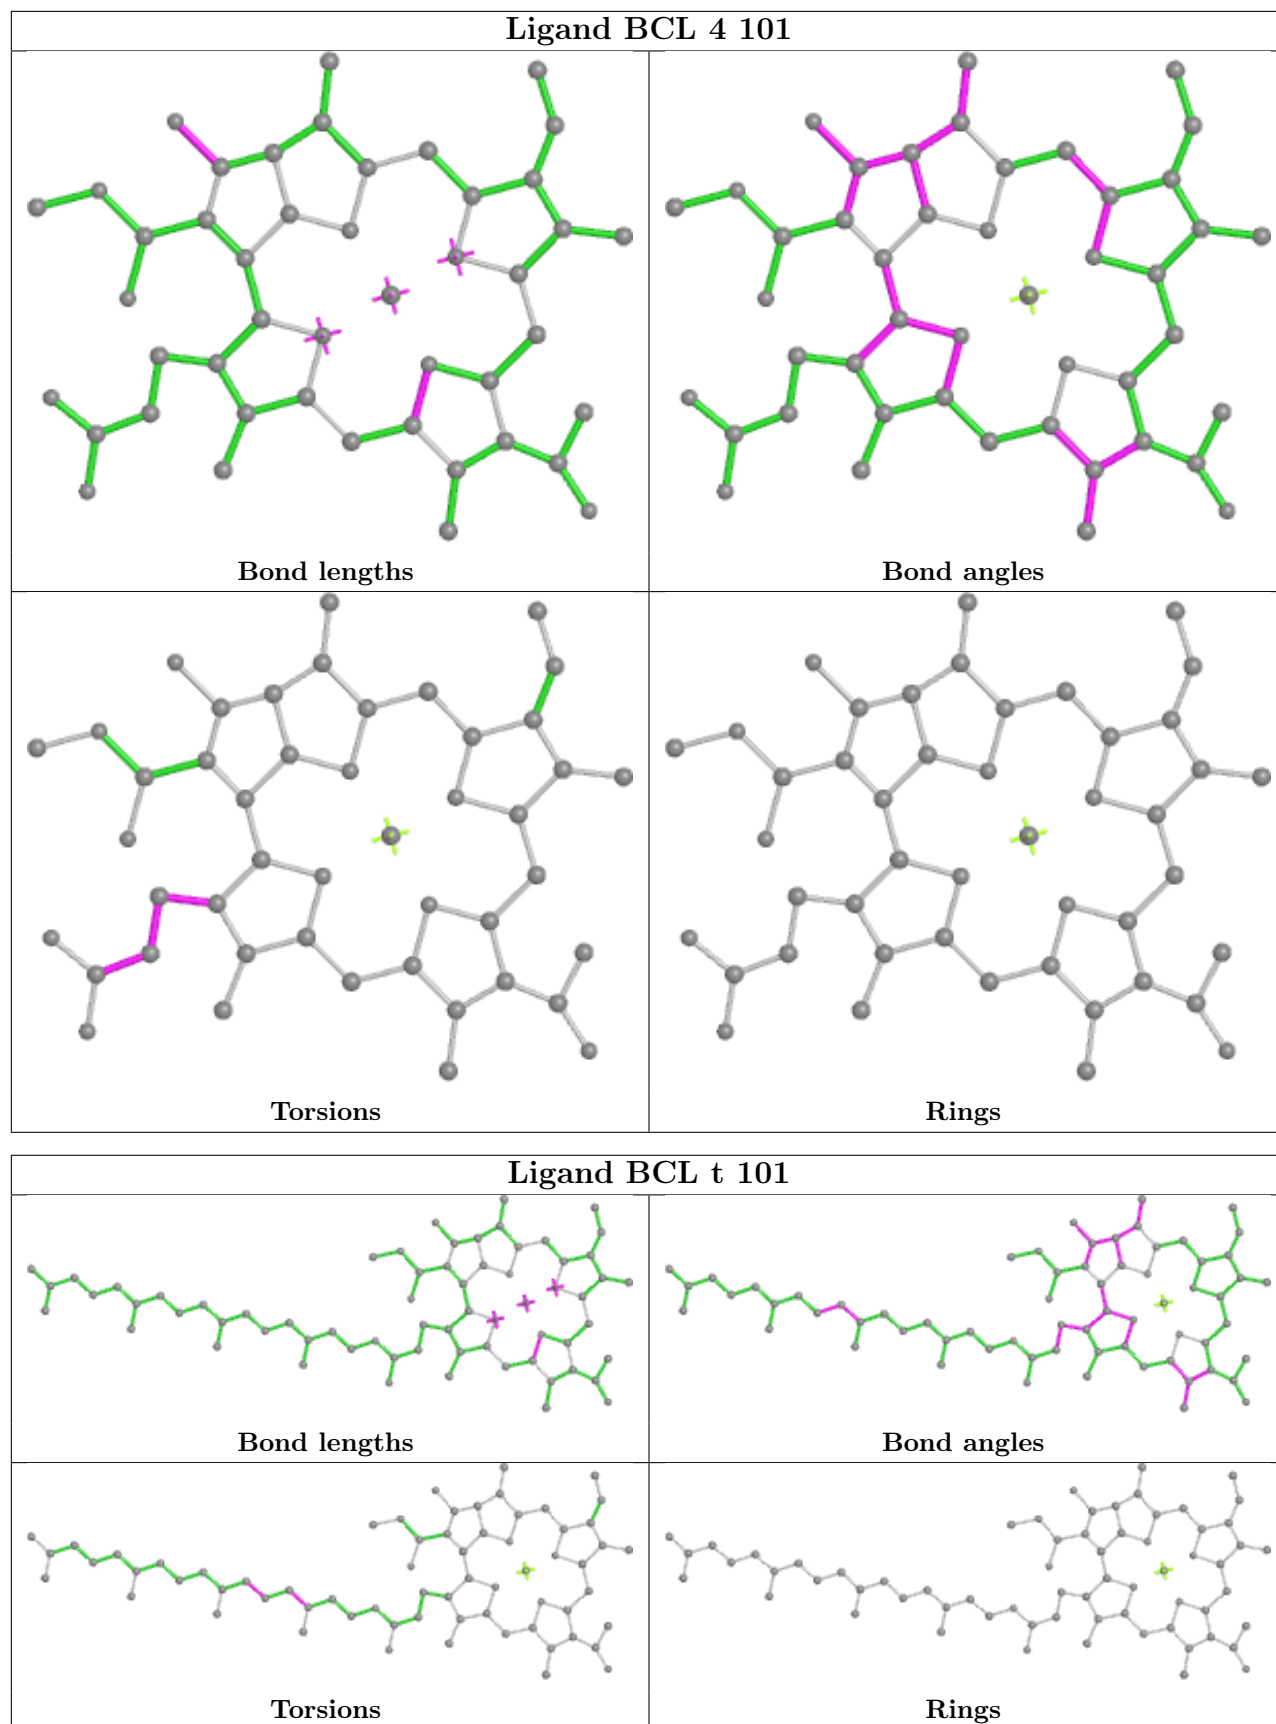 Ligand BCL 4 101
Bond lengths
Bond angles
Torsions
Rings
Ligand BCL t 101
Bond lengths
Bond angles
Torsions
Rings